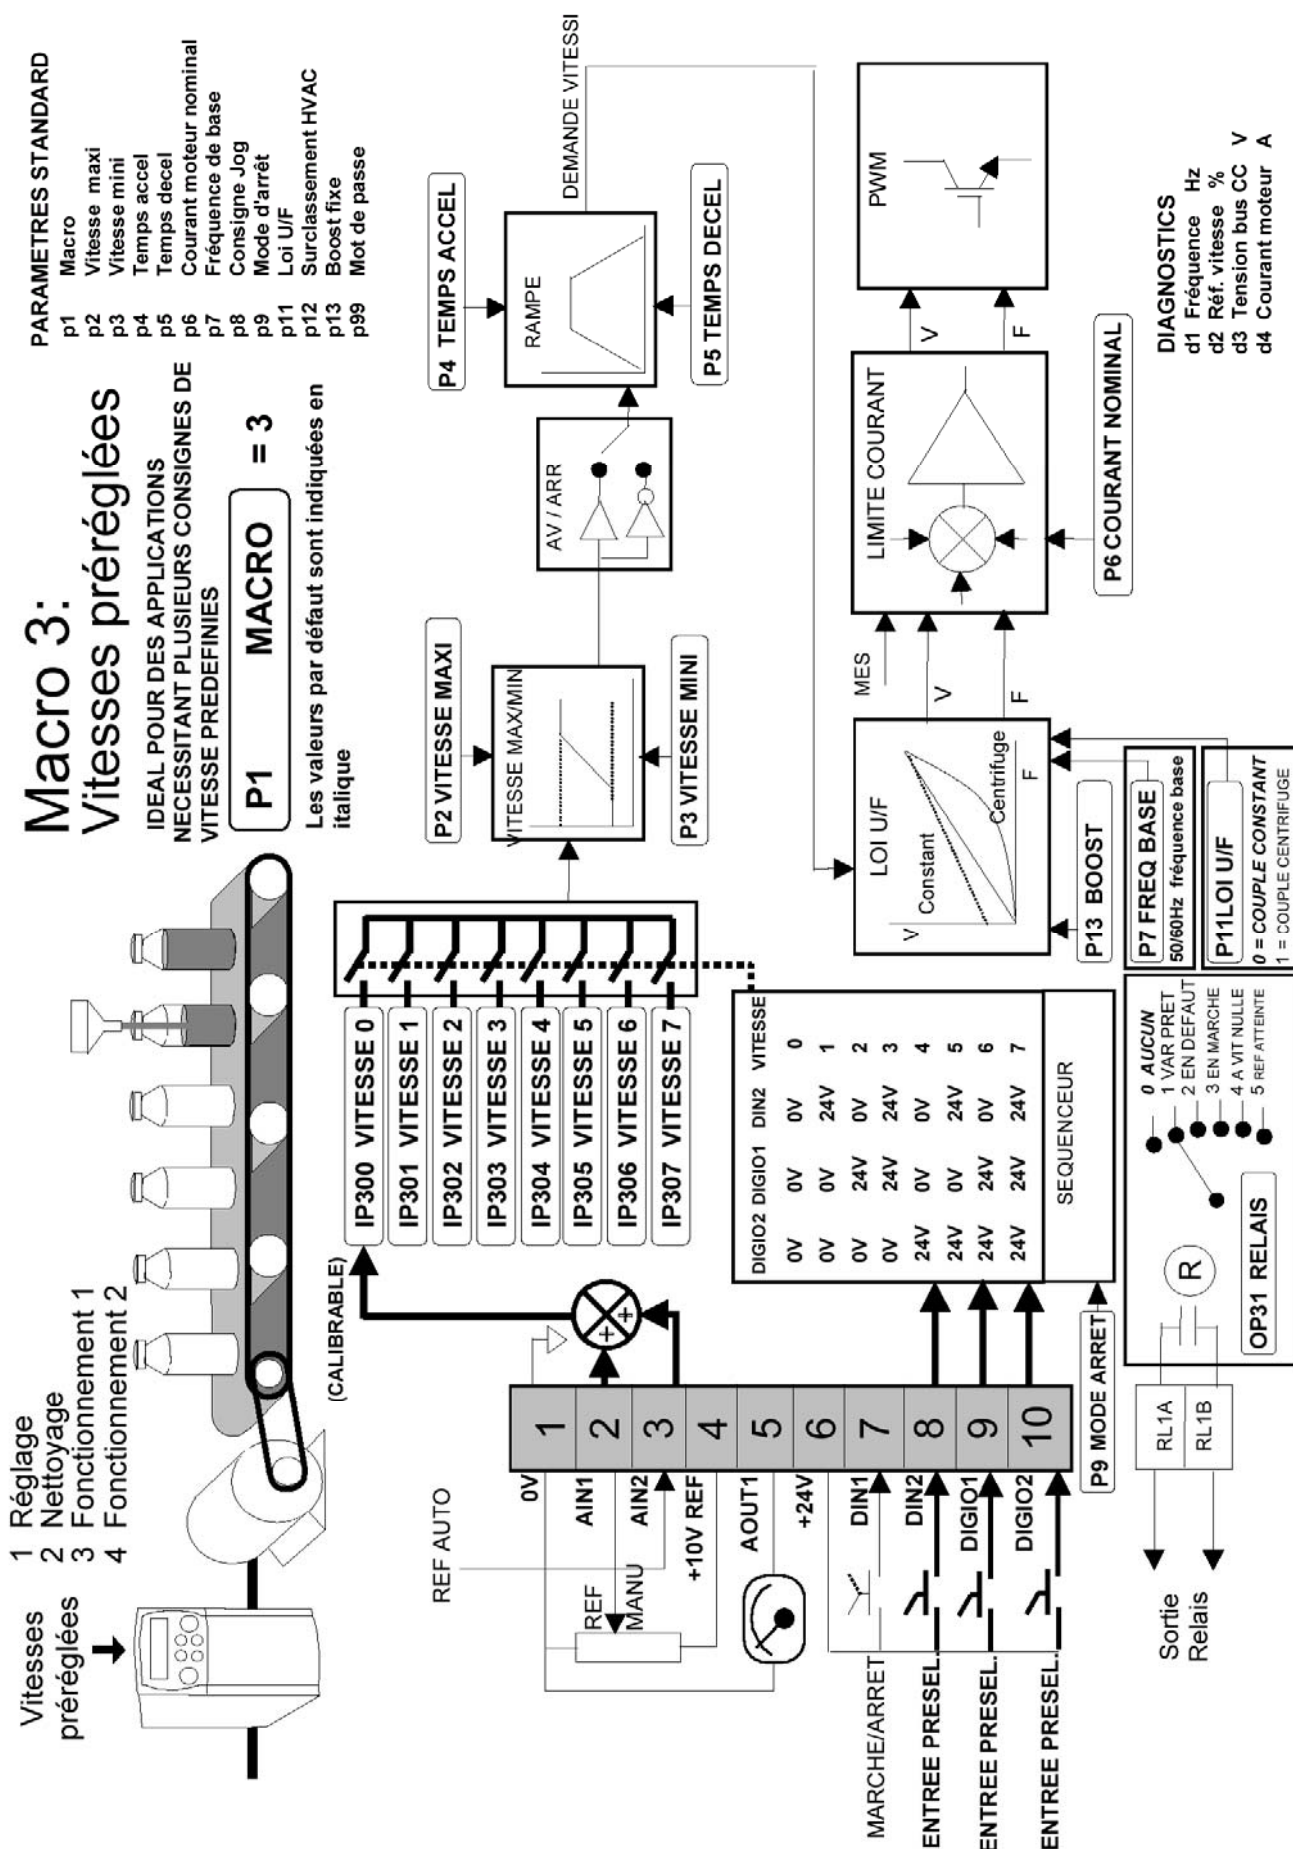 Macro 3:
Vitesses préréglées
IDEAL POUR DES APPLICATIONS
NECESSITANT PLUSIEURS CONSIGNES DE
VITESSE PREDEFINIES
P1 MACRO = 3
Les valeurs par défaut sont indiquées en
italique
PARAMETRES STANDARD
p1 Macro
p2 Vitesse maxi
p3 Vitesse mini
p4 Temps accel
p5 Temps decel
p6 Courant moteur nominal
p7 Fréquence de base
p8 Consigne Jog
p9 Mode d'arrêt
p11 Loi U/F
p12 Surclassement HVAC
p13 Boost fixe
p99 Mot de passe
Vitesses
préréglées
1 Réglage
2 Nettoyage
3 Fonctionnement 1
4 Fonctionnement 2
(CALIBRABLE)
IP300 VITESSE 0
IP301 VITESSE 1
IP302 VITESSE 2
IP303 VITESSE 3
IP304 VITESSE 4
IP305 VITESSE 5
IP306 VITESSE 6
IP307 VITESSE 7
P2 VITESSE MAXI
VITESSE MAX/MIN
P3 VITESSE MINI
AV / ARR
P4 TEMPS ACCEL
RAMPE
P5 TEMPS DECEL
DEMANDE VITESSI
REF AUTO
REF
MANU
0V 1
AIN1 2
AIN2 3
+10V REF 4
AOUT1 5
+24V 6
DIN1 7
DIN2 8
DIGIO1 9
DIGIO2 10
MARCHE/ARRET
ENTREE PRESEL.
ENTREE PRESEL.
ENTREE PRESEL.
P9 MODE ARRET
DIGIO2 DIGIO1 DIN2 VITESSE
0V 0V 0V 0
0V 0V 24V 1
0V 24V 0V 2
0V 24V 24V 3
24V 0V 0V 4
24V 0V 24V 5
24V 24V 0V 6
24V 24V 24V 7
SEQUENCEUR
LOI U/F
V
Constant
Centrifuge
F
P13 BOOST
P7 FREQ BASE
50/60Hz fréquence base
P11LOI U/F
0 = COUPLE CONSTANT
1 = COUPLE CENTRIFUGE
MES
V
F
LIMITE COURANT
P6 COURANT NOMINAL
V
F
PWM
Sortie
Relais
RL1A
RL1B
R
OP31 RELAIS
0 AUCUN
1 VAR PRET
2 EN DEFAUT
3 EN MARCHE
4 A VIT NULLE
5 REF ATTEINTE
DIAGNOSTICS
d1 Fréquence Hz
d2 Réf. vitesse %
d3 Tension bus CC V
d4 Courant moteur A